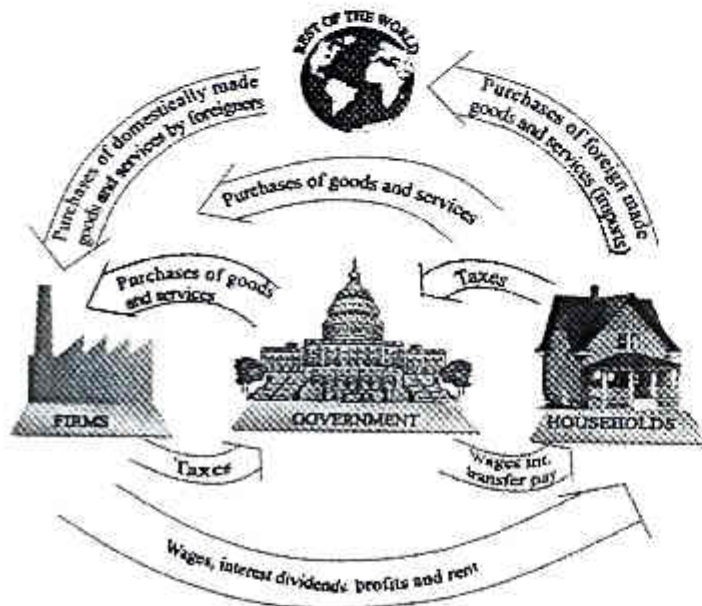 REST OF THE WORLD
Purchases of domestically made
goods and services by foreigners
Purchases of foreign made
goods and services (imports)
Purchases of goods and services
Purchases of goods
and services
Taxes
FIRMS
GOVERNMENT
HOUSEHOLDS
Taxes
Wages int.
transfer pay
Wages, interest dividends profits and rent